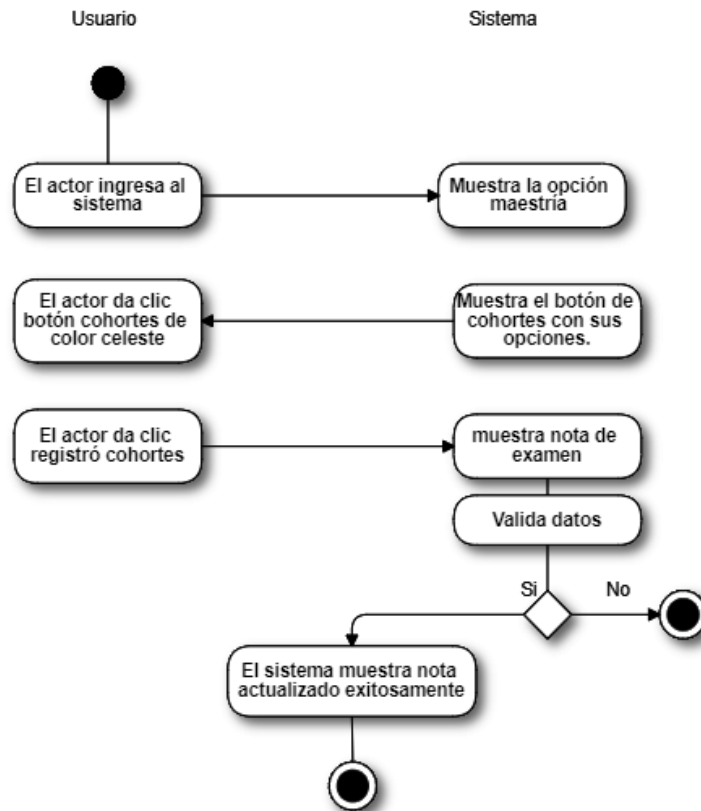 Usuario
Sistema
El actor ingresa al
sistema
Muestra la opción
maestría
El actor da clic
botón cohortes de
color celeste
Muestra el botón de
cohortes con sus
opciones.
El actor da clic
registró cohortes
muestra nota de
examen
Valida datos
Si
No
El sistema muestra nota
actualizado exitosamente